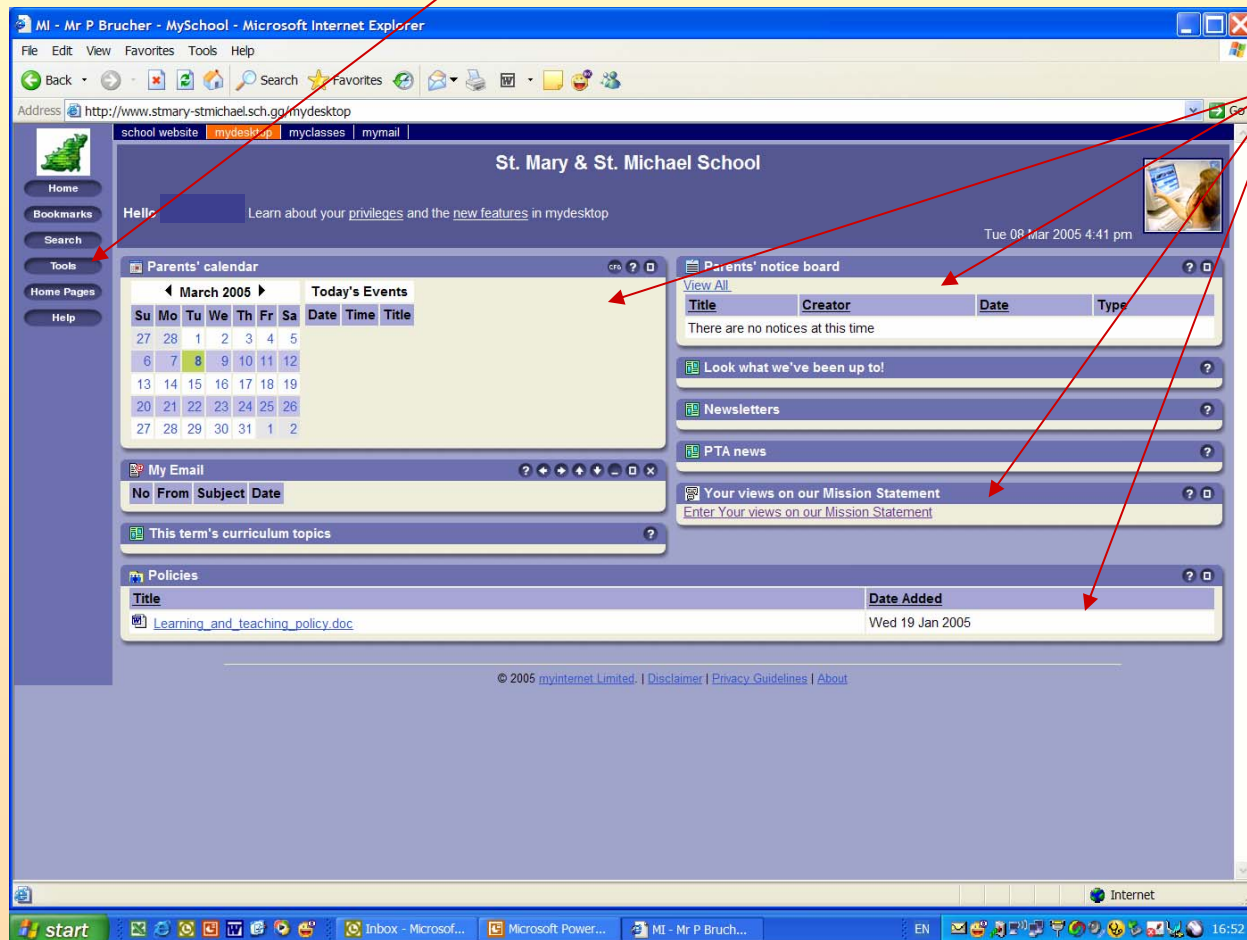 MI - Mr P Brucher - MySchool - Microsoft Internet Explorer
File Edit View Favorites Tools Help
Back Search Favorites
Address http://www.stmary-stmichael.sch.gg/mydesktop Go
school website | mydesktop | myclasses | mymail |
St. Mary & St. Michael School
Home
Bookmarks
Search
Tools
Home Pages
Help
Hello Learn about your privileges and the new features in mydesktop
Tue 08 Mar 2005 4:41 pm
Parents' calendar
March 2005
Su Mo Tu We Th Fr Sa
27 28 1 2 3 4 5
6 7 8 9 10 11 12
13 14 15 16 17 18 19
20 21 22 23 24 25 26
27 28 29 30 31 1 2
Today's Events
Date Time Title
My Email
No From Subject Date
This term's curriculum topics
Parents' notice board
View All
Title Creator Date Type
There are no notices at this time
Look what we've been up to!
Newsletters
PTA news
Your views on our Mission Statement
Enter Your views on our Mission Statement
Policies
Title Date Added
Learning_and_teaching_policy.doc Wed 19 Jan 2005
© 2005 myinternet Limited. | Disclaimer | Privacy Guidelines | About
Internet
start Inbox - Microsof... Microsoft Power... MI - Mr P Bruch... EN 16:52